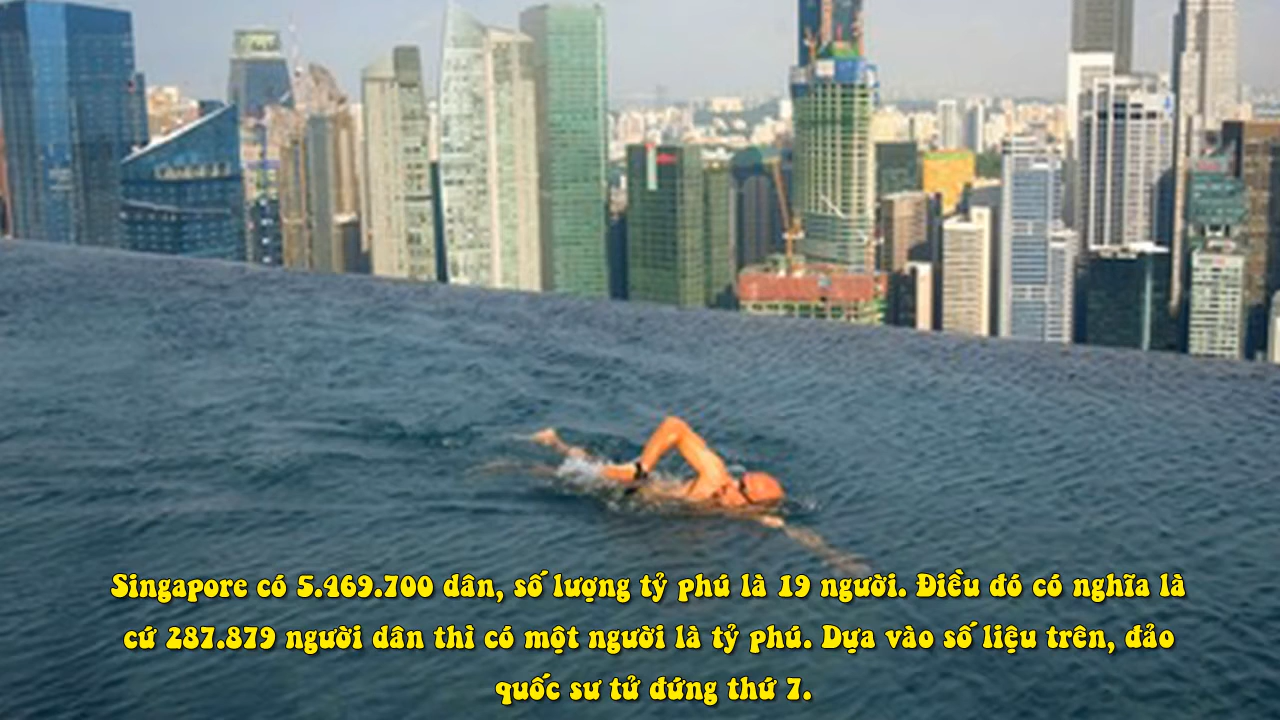 Singapore có 5.469.700 dân, số lượng tỷ phú là 19 người. Điều đó có nghĩa là
cứ 287.879 người dân thì có một người là tỷ phú. Dựa vào số liệu trên, đảo
quốc sư tử đứng thứ 7.